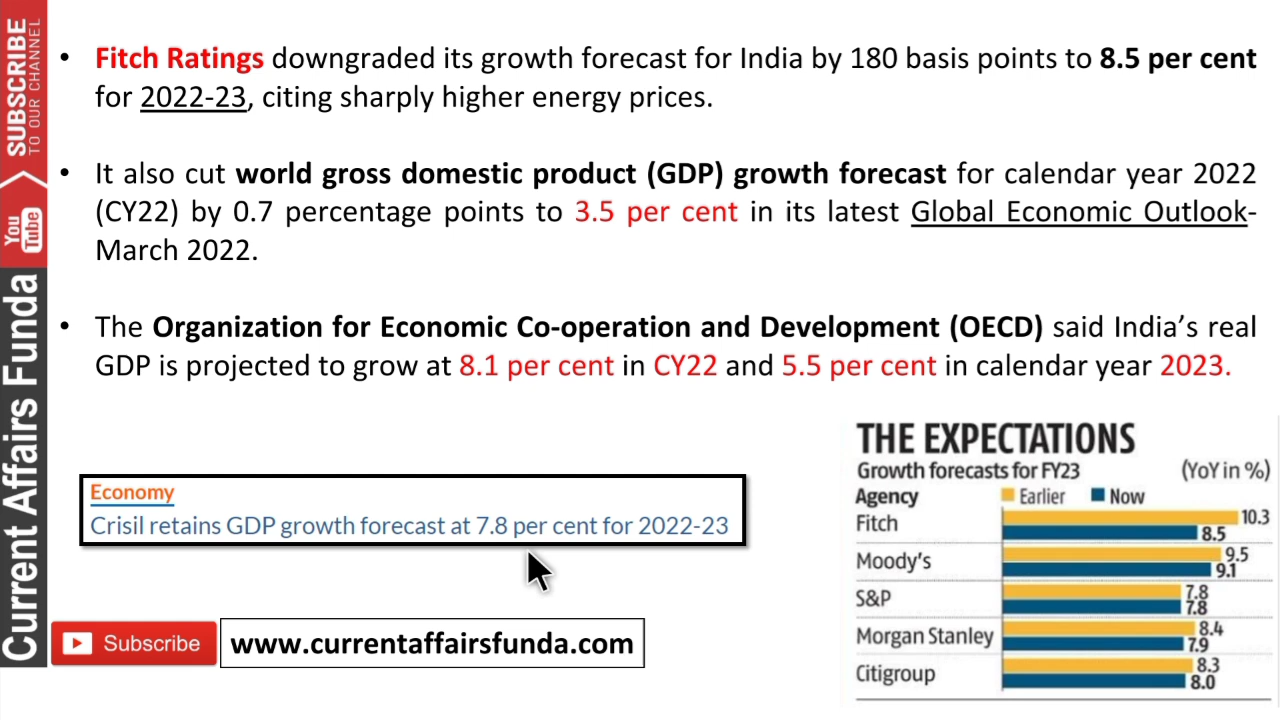 SUBSCRIBE
TO OUR CHANNEL
You
Tube
Current Affairs Funda
• Fitch Ratings downgraded its growth forecast for India by 180 basis points to 8.5 per cent
for 2022-23, citing sharply higher energy prices.
• It also cut world gross domestic product (GDP) growth forecast for calendar year 2022
(CY22) by 0.7 percentage points to 3.5 per cent in its latest Global Economic Outlook-
March 2022.
• The Organization for Economic Co-operation and Development (OECD) said India’s real
GDP is projected to grow at 8.1 per cent in CY22 and 5.5 per cent in calendar year 2023.
Economy
Crisil retains GDP growth forecast at 7.8 per cent for 2022-23
Subscribe
www.currentaffairsfunda.com
THE EXPECTATIONS
Growth forecasts for FY23 (YoY in %)
Agency Earlier Now
Fitch 10.3
8.5
Moody's 9.5
9.1
S&P 7.8
7.8
Morgan Stanley 8.4
7.9
Citigroup 8.3
8.0